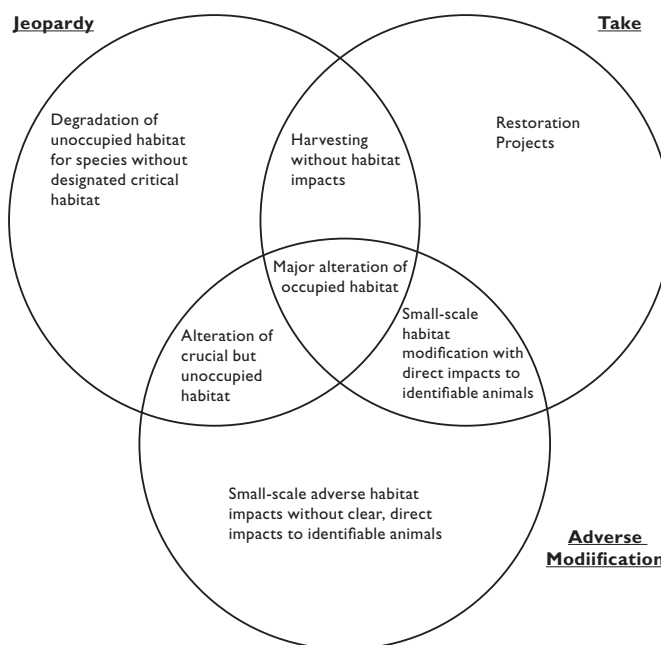 Jeopardy
Take
Degradation of
unoccupied habitat
for species without
designated critical
habitat
Harvesting
without habitat
impacts
Restoration
Projects
Major alteration of
occupied habitat
Alteration of
crucial but
unoccupied
habitat
Small-scale
habitat
modification with
direct impacts to
identifiable animals
Small-scale adverse habitat
impacts without clear, direct
impacts to identifiable animals
Adverse
Modiification